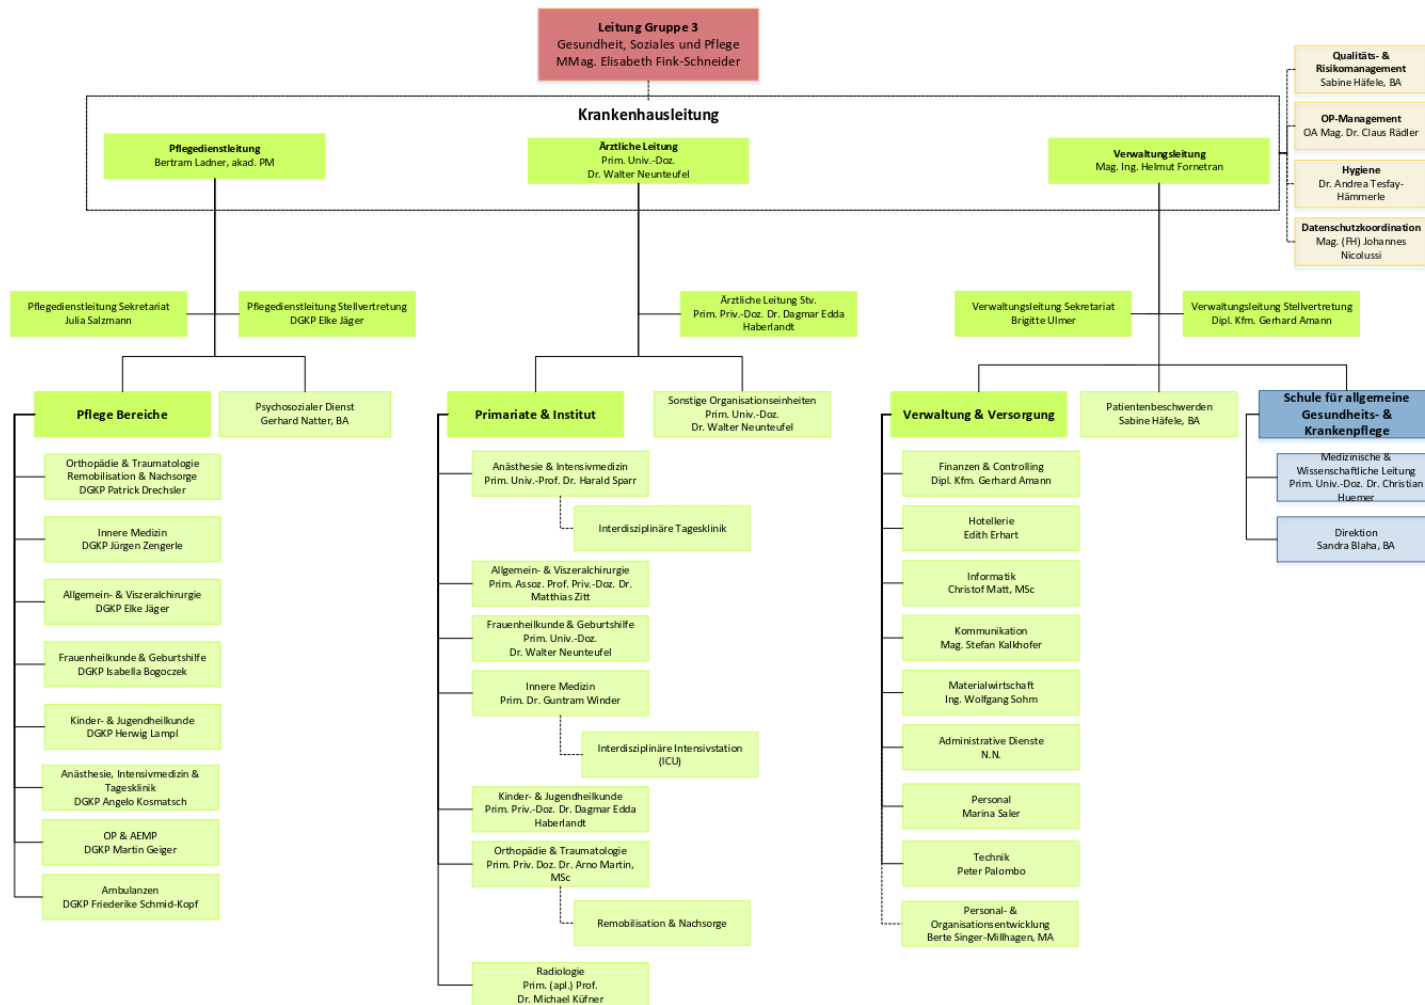 Leitung Gruppe 3
Gesundheit, Soziales und Pflege
MMag. Elisabeth Fink-Schneider
Krankenhausleitung
Pflegedienstleitung
Bertram Ladner, akad. PM
Ärztliche Leitung
Prim. Univ.-Doz.
Dr. Walter Neunteufel
Verwaltungsleitung
Mag. Ing. Helmut Fornetran
Qualitäts- &
Risikomanagement
Sabine Häfele, BA
OP-Management
OA Mag. Dr. Claus Rädler
Hygiene
Dr. Andrea Tesfay-
Hämmerle
Datenschutzkoordination
Mag. (FH) Johannes
Nicolussi
Pflegedienstleitung Sekretariat
Julia Salzmann
Pflegedienstleitung Stellvertretung
DGKP Elke Jäger
Ärztliche Leitung Stv.
Prim. Priv.-Doz. Dr. Dagmar Edda
Haberlandt
Verwaltungsleitung Sekretariat
Brigitte Ulmer
Verwaltungsleitung Stellvertretung
Dipl. Kfm. Gerhard Amann
Pflege Bereiche
Psychosozialer Dienst
Gerhard Natter, BA
Orthopädie & Traumatologie
Remobilisation & Nachsorge
DGKP Patrick Drechsler
Innere Medizin
DGKP Jürgen Zengerle
Allgemein- & Viszeralchirurgie
DGKP Elke Jäger
Frauenheilkunde & Geburtshilfe
DGKP Isabella Bogoczek
Kinder- & Jugendheilkunde
DGKP Herwig Lampl
Anästhesie, Intensivmedizin &
Tagesklinik
DGKP Angelo Kosmatsch
OP & AEMP
DGKP Martin Geiger
Ambulanzen
DGKP Friederike Schmid-Kopf
Primariate & Institut
Sonstige Organisationseinheiten
Prim. Univ.-Doz.
Dr. Walter Neunteufel
Anästhesie & Intensivmedizin
Prim. Univ.-Prof. Dr. Harald Sparr
Interdisziplinäre Tagesklinik
Allgemein- & Viszeralchirurgie
Prim. Assoz. Prof. Priv.-Doz. Dr.
Matthias Zitt
Frauenheilkunde & Geburtshilfe
Prim. Univ.-Doz.
Dr. Walter Neunteufel
Innere Medizin
Prim. Dr. Guntram Winder
Interdisziplinäre Intensivstation
(ICU)
Kinder- & Jugendheilkunde
Prim. Priv.-Doz. Dr. Dagmar Edda
Haberlandt
Orthopädie & Traumatologie
Prim. Priv. Doz. Dr. Arno Martin,
MSc
Remobilisation & Nachsorge
Radiologie
Prim. (apl.) Prof.
Dr. Michael Küfner
Verwaltung & Versorgung
Patientenbeschwerden
Sabine Häfele, BA
Finanzen & Controlling
Dipl. Kfm. Gerhard Amann
Hotellerie
Edith Erhart
Informatik
Christof Matt, MSc
Kommunikation
Mag. Stefan Kalkhofer
Materialwirtschaft
Ing. Wolfgang Sohm
Administrative Dienste
N.N.
Personal
Marina Saler
Technik
Peter Palombo
Personal- &
Organisationsentwicklung
Berte Singer-Millhagen, MA
Schule für allgemeine
Gesundheits- &
Krankenpflege
Medizinische &
Wissenschaftliche Leitung
Prim. Univ.-Doz. Dr. Christian
Huemer
Direktion
Sandra Blaha, BA